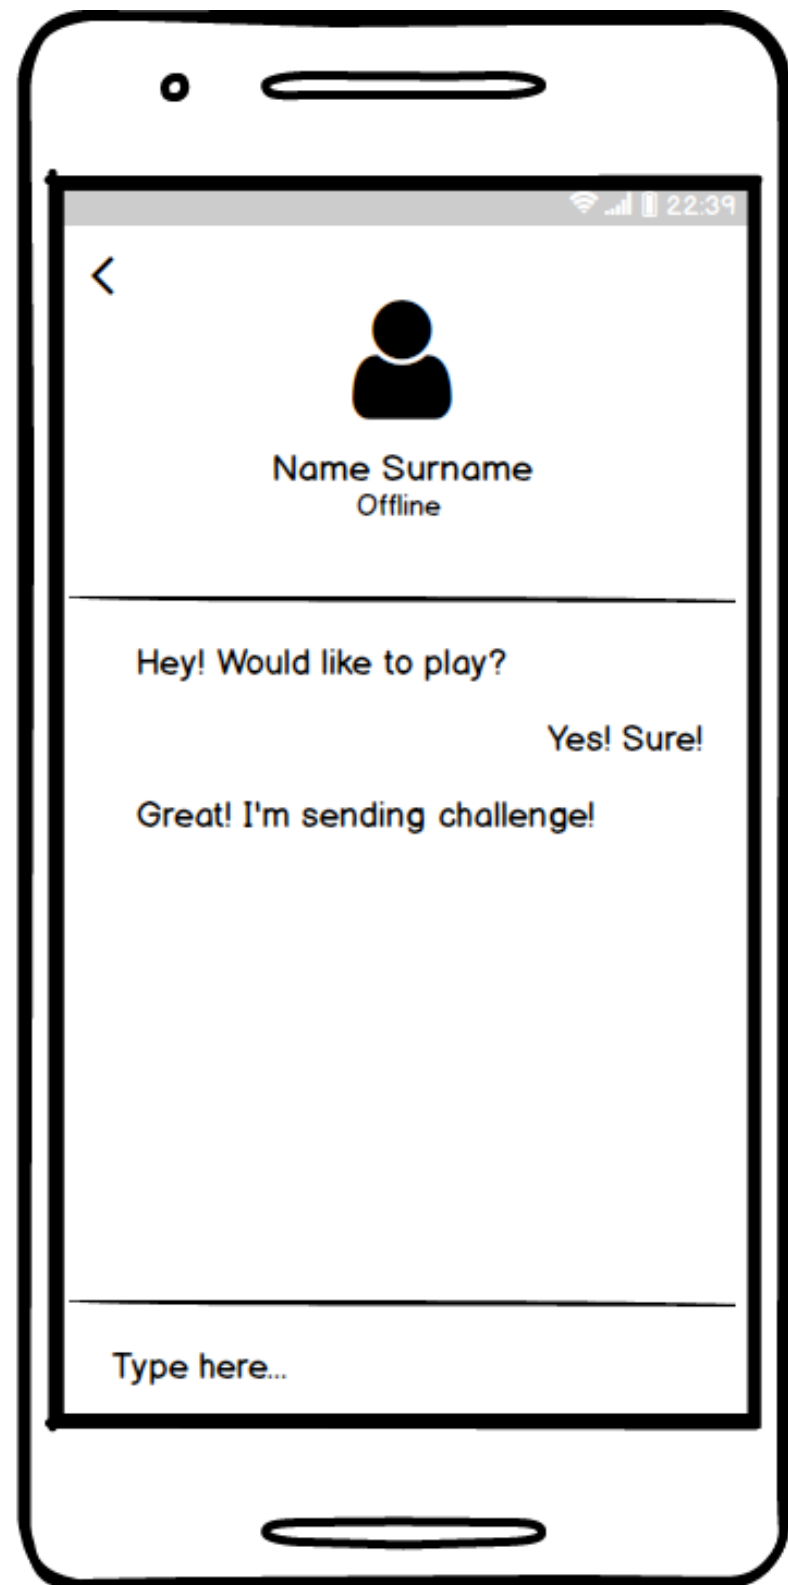 22:39
Name Surname
Offline
Hey! Would like to play?
Yes! Sure!
Great! I'm sending challenge!
Type here...